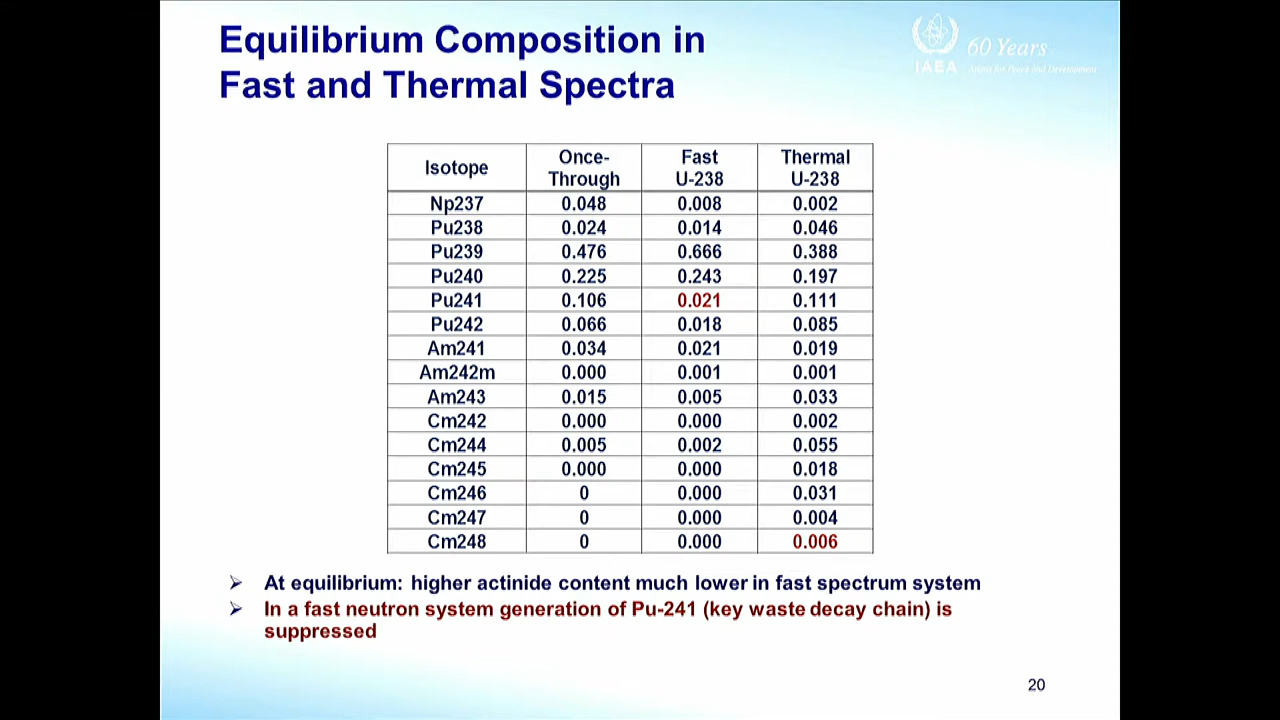 Equilibrium Composition in
Fast and Thermal Spectra
60 Years
IAEA Atoms for Peace and Development
Isotope Once-Through Fast U-238 Thermal U-238
Np237 0.048 0.008 0.002
Pu238 0.024 0.014 0.046
Pu239 0.476 0.666 0.388
Pu240 0.225 0.243 0.197
Pu241 0.106 0.021 0.111
Pu242 0.066 0.018 0.085
Am241 0.034 0.021 0.019
Am242m 0.000 0.001 0.001
Am243 0.015 0.005 0.033
Cm242 0.000 0.000 0.002
Cm244 0.005 0.002 0.055
Cm245 0.000 0.000 0.018
Cm246 0 0.000 0.031
Cm247 0 0.000 0.004
Cm248 0 0.000 0.006
At equilibrium: higher actinide content much lower in fast spectrum system
In a fast neutron system generation of Pu-241 (key waste decay chain) is
suppressed
20